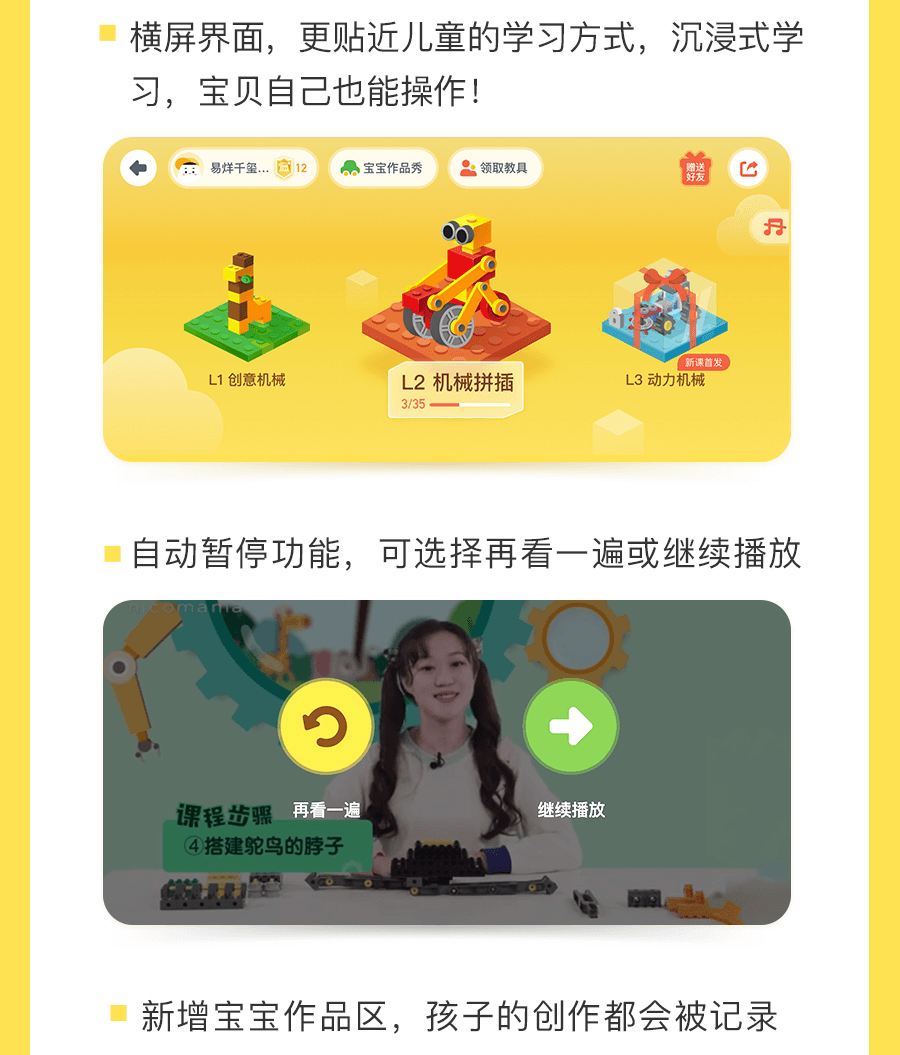 横屏界面，更贴近儿童的学习方式，沉浸式学
习，宝贝自己也能操作！
易烊千玺... 12 宝宝作品秀 领取教具 赠送
好友
新课首发
L1 创意机械 L2 机械拼插 L3 动力机械
3/35
自动暂停功能，可选择再看一遍或继续播放
nicomama
再看一遍 继续播放
课程步骤
④搭建鸵鸟的脖子
新增宝宝作品区，孩子的创作都会被记录